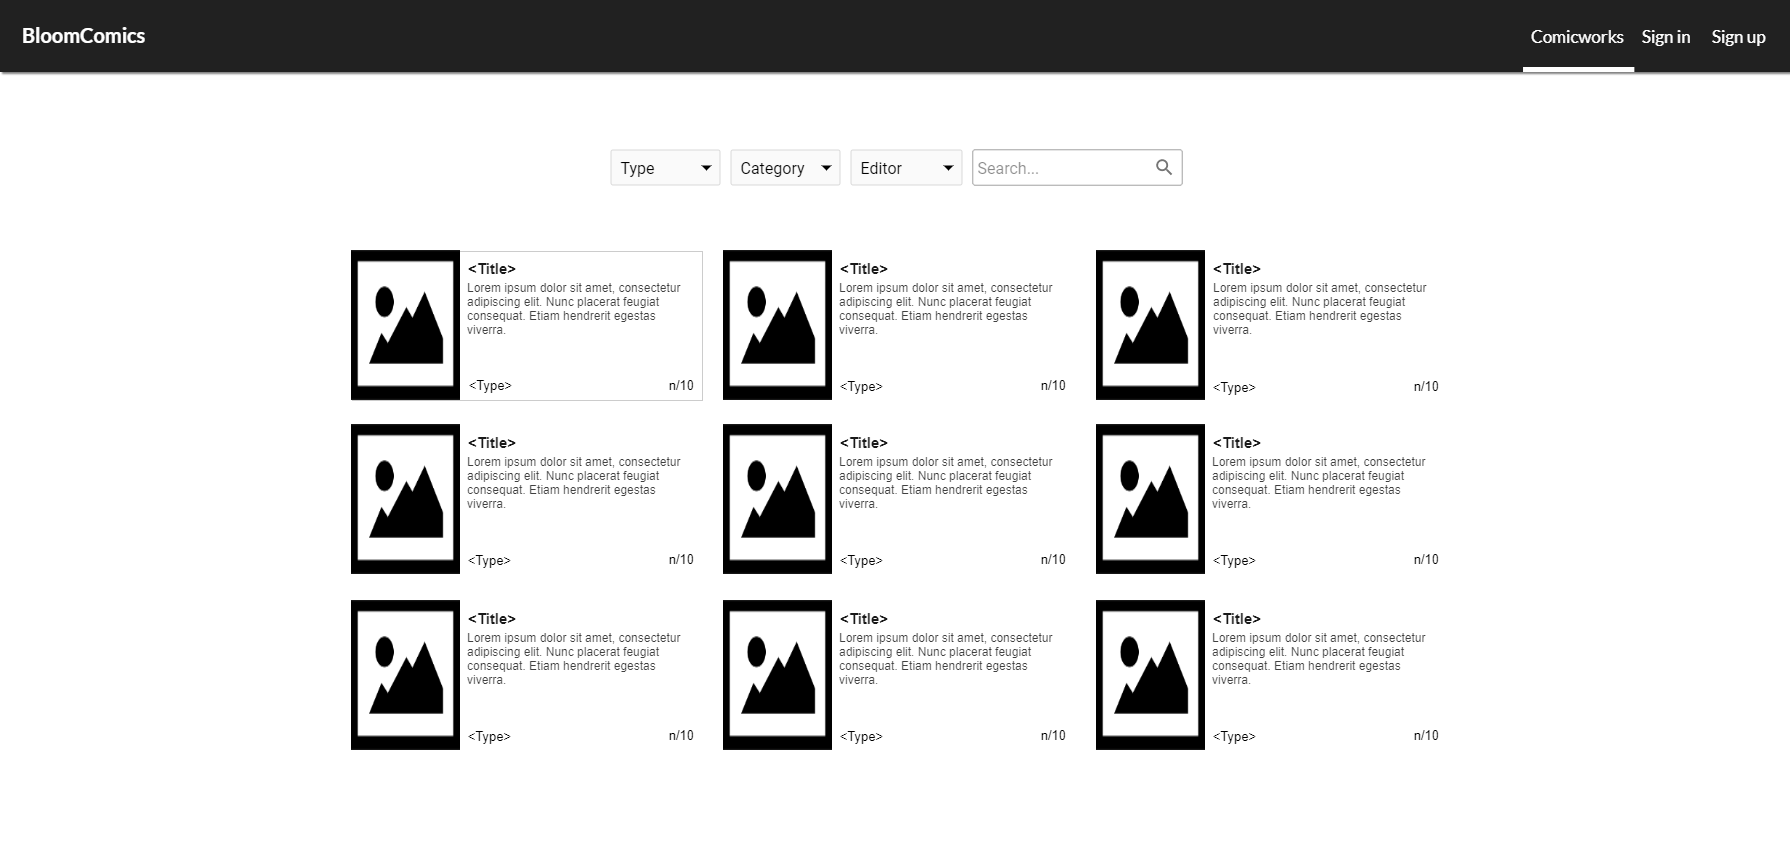 BloomComics
Comicworks Sign in Sign up
Type Category Editor Search...
<Title>
Lorem ipsum dolor sit amet, consectetur
adipiscing elit. Nunc placerat feugiat
consequat. Etiam hendrerit egestas
viverra.
<Type> n/10
<Title>
Lorem ipsum dolor sit amet, consectetur
adipiscing elit. Nunc placerat feugiat
consequat. Etiam hendrerit egestas
viverra.
<Type> n/10
<Title>
Lorem ipsum dolor sit amet, consectetur
adipiscing elit. Nunc placerat feugiat
consequat. Etiam hendrerit egestas
viverra.
<Type> n/10
<Title>
Lorem ipsum dolor sit amet, consectetur
adipiscing elit. Nunc placerat feugiat
consequat. Etiam hendrerit egestas
viverra.
<Type> n/10
<Title>
Lorem ipsum dolor sit amet, consectetur
adipiscing elit. Nunc placerat feugiat
consequat. Etiam hendrerit egestas
viverra.
<Type> n/10
<Title>
Lorem ipsum dolor sit amet, consectetur
adipiscing elit. Nunc placerat feugiat
consequat. Etiam hendrerit egestas
viverra.
<Type> n/10
<Title>
Lorem ipsum dolor sit amet, consectetur
adipiscing elit. Nunc placerat feugiat
consequat. Etiam hendrerit egestas
viverra.
<Type> n/10
<Title>
Lorem ipsum dolor sit amet, consectetur
adipiscing elit. Nunc placerat feugiat
consequat. Etiam hendrerit egestas
viverra.
<Type> n/10
<Title>
Lorem ipsum dolor sit amet, consectetur
adipiscing elit. Nunc placerat feugiat
consequat. Etiam hendrerit egestas
viverra.
<Type> n/10